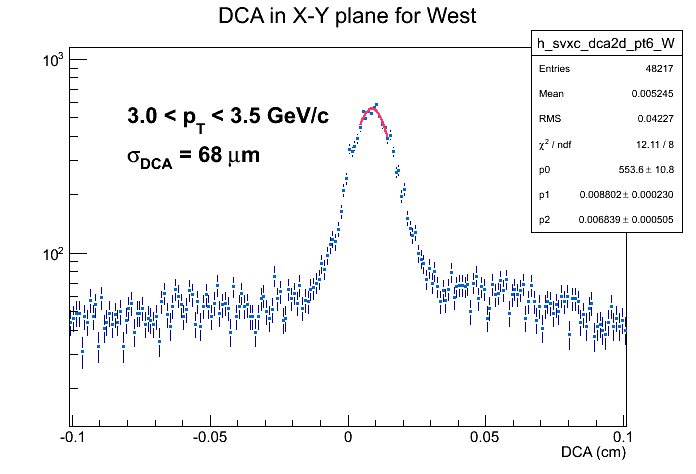 DCA in X-Y plane for West
h_svxc_dca2d_pt6_W
Entries 48217
Mean 0.005245
RMS 0.04227
χ² / ndf 12.11 / 8
p0 553.6 ± 10.8
p1 0.008802 ± 0.000230
p2 0.006839 ± 0.000505
3.0 < p_T < 3.5 GeV/c
σ_DCA = 68 μm
10³
10²
-0.1 -0.05 0 0.05 0.1
DCA (cm)